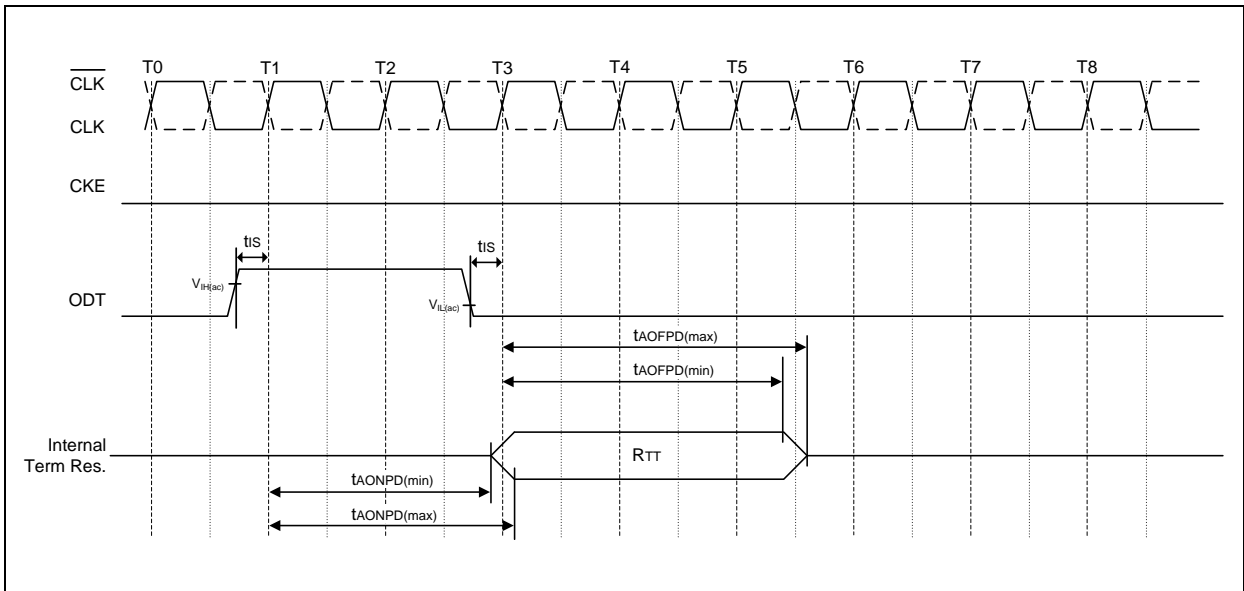 T0 T1 T2 T3 T4 T5 T6 T7 T8
CLK
CLK
CKE
tIS tIS
VIH(ac)
ODT
VIL(ac)
tAOFPD(max)
tAOFPD(min)
Internal
Term Res.
RTT
tAONPD(min)
tAONPD(max)